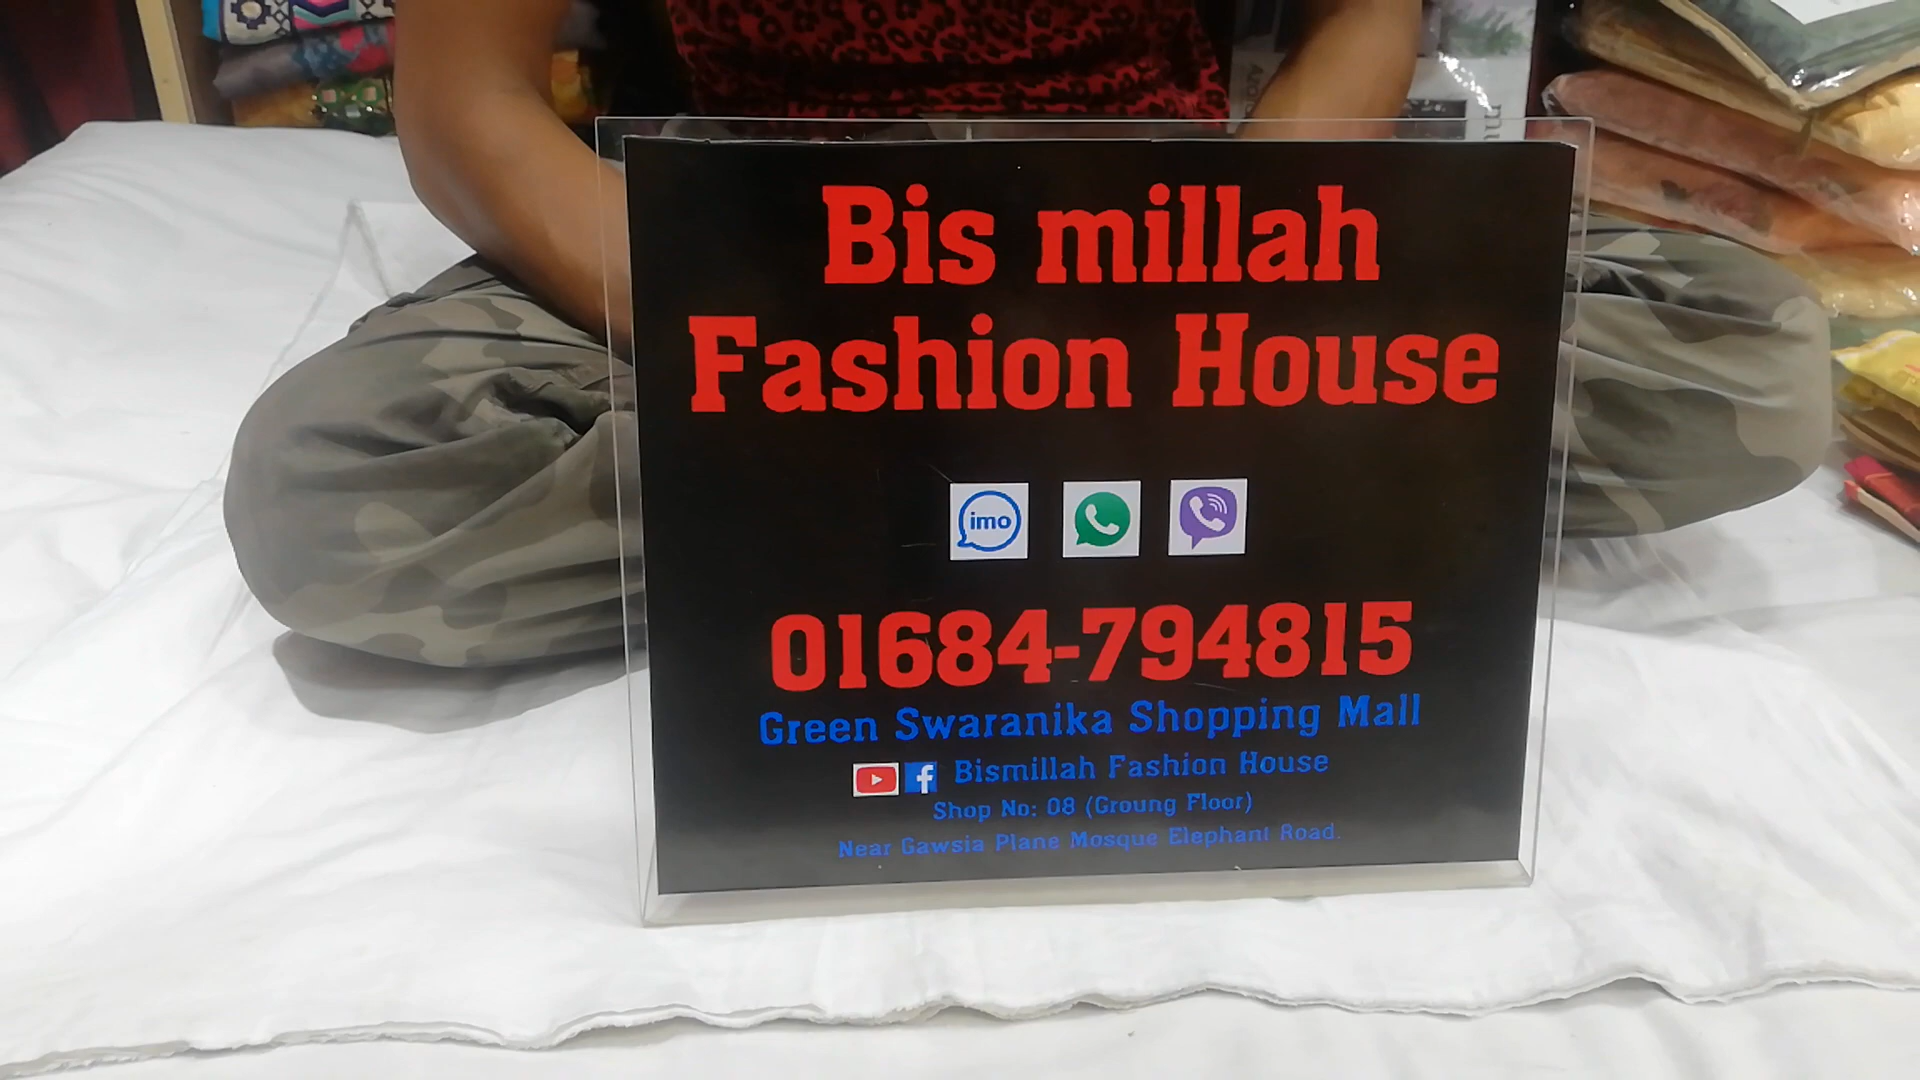 Bis millah
Fashion House
imo
01684-794815
Green Swaranika Shopping Mall
f Bismillah Fashion House
Shop No: 08 (Groung Floor)
Near Gawsia Plane Mosque Elephant Road.